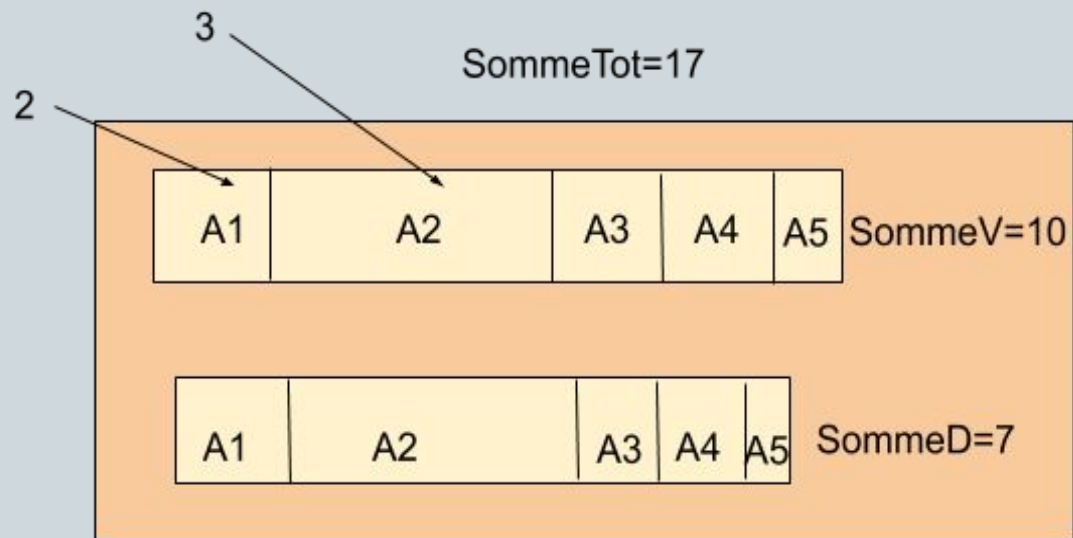 3
SommeTot=17
2
A1 A2 A3 A4 A5 SommeV=10
A1 A2 A3 A4 A5 SommeD=7